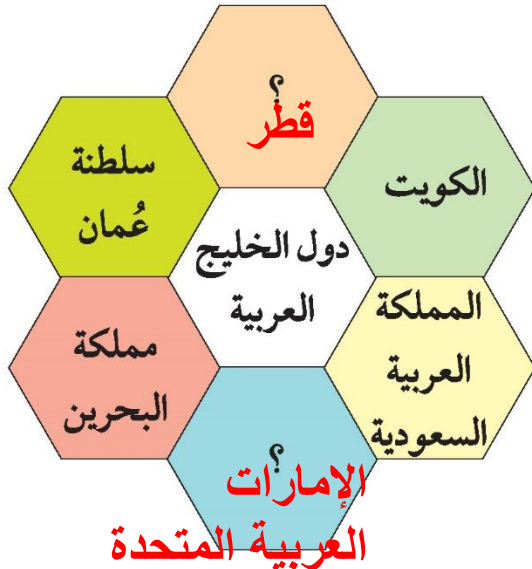 ؟
قطر
الكويت
سلطنة
عُمان
دول الخليج
العربية
المملكة
العربية
السعودية
مملكة
البحرين
؟
الإمارات
العربية المتحدة